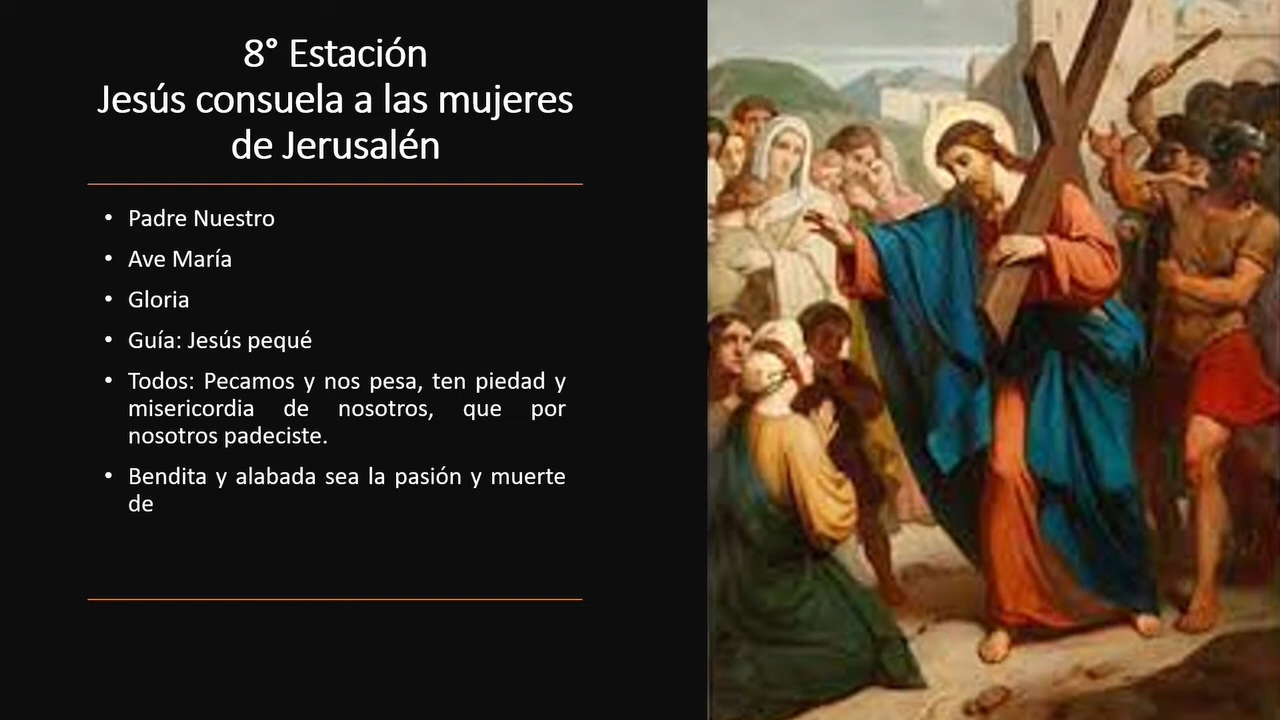 8° Estación
Jesús consuela a las mujeres
de Jerusalén
• Padre Nuestro
• Ave María
• Gloria
• Guía: Jesús pequé
• Todos: Pecamos y nos pesa, ten piedad y
misericordia de nosotros, que por
nosotros padeciste.
• Bendita y alabada sea la pasión y muerte
de